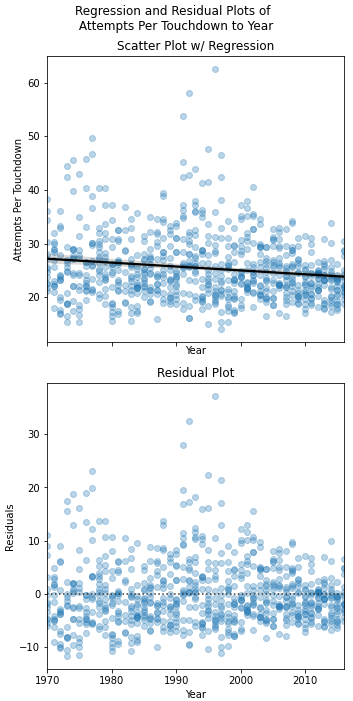 Regression and Residual Plots of
Attempts Per Touchdown to Year
Scatter Plot w/ Regression
60
50
40
30
20
Attempts Per Touchdown
Year
Residual Plot
30
20
10
0
−10
Residuals
1970 1980 1990 2000 2010
Year